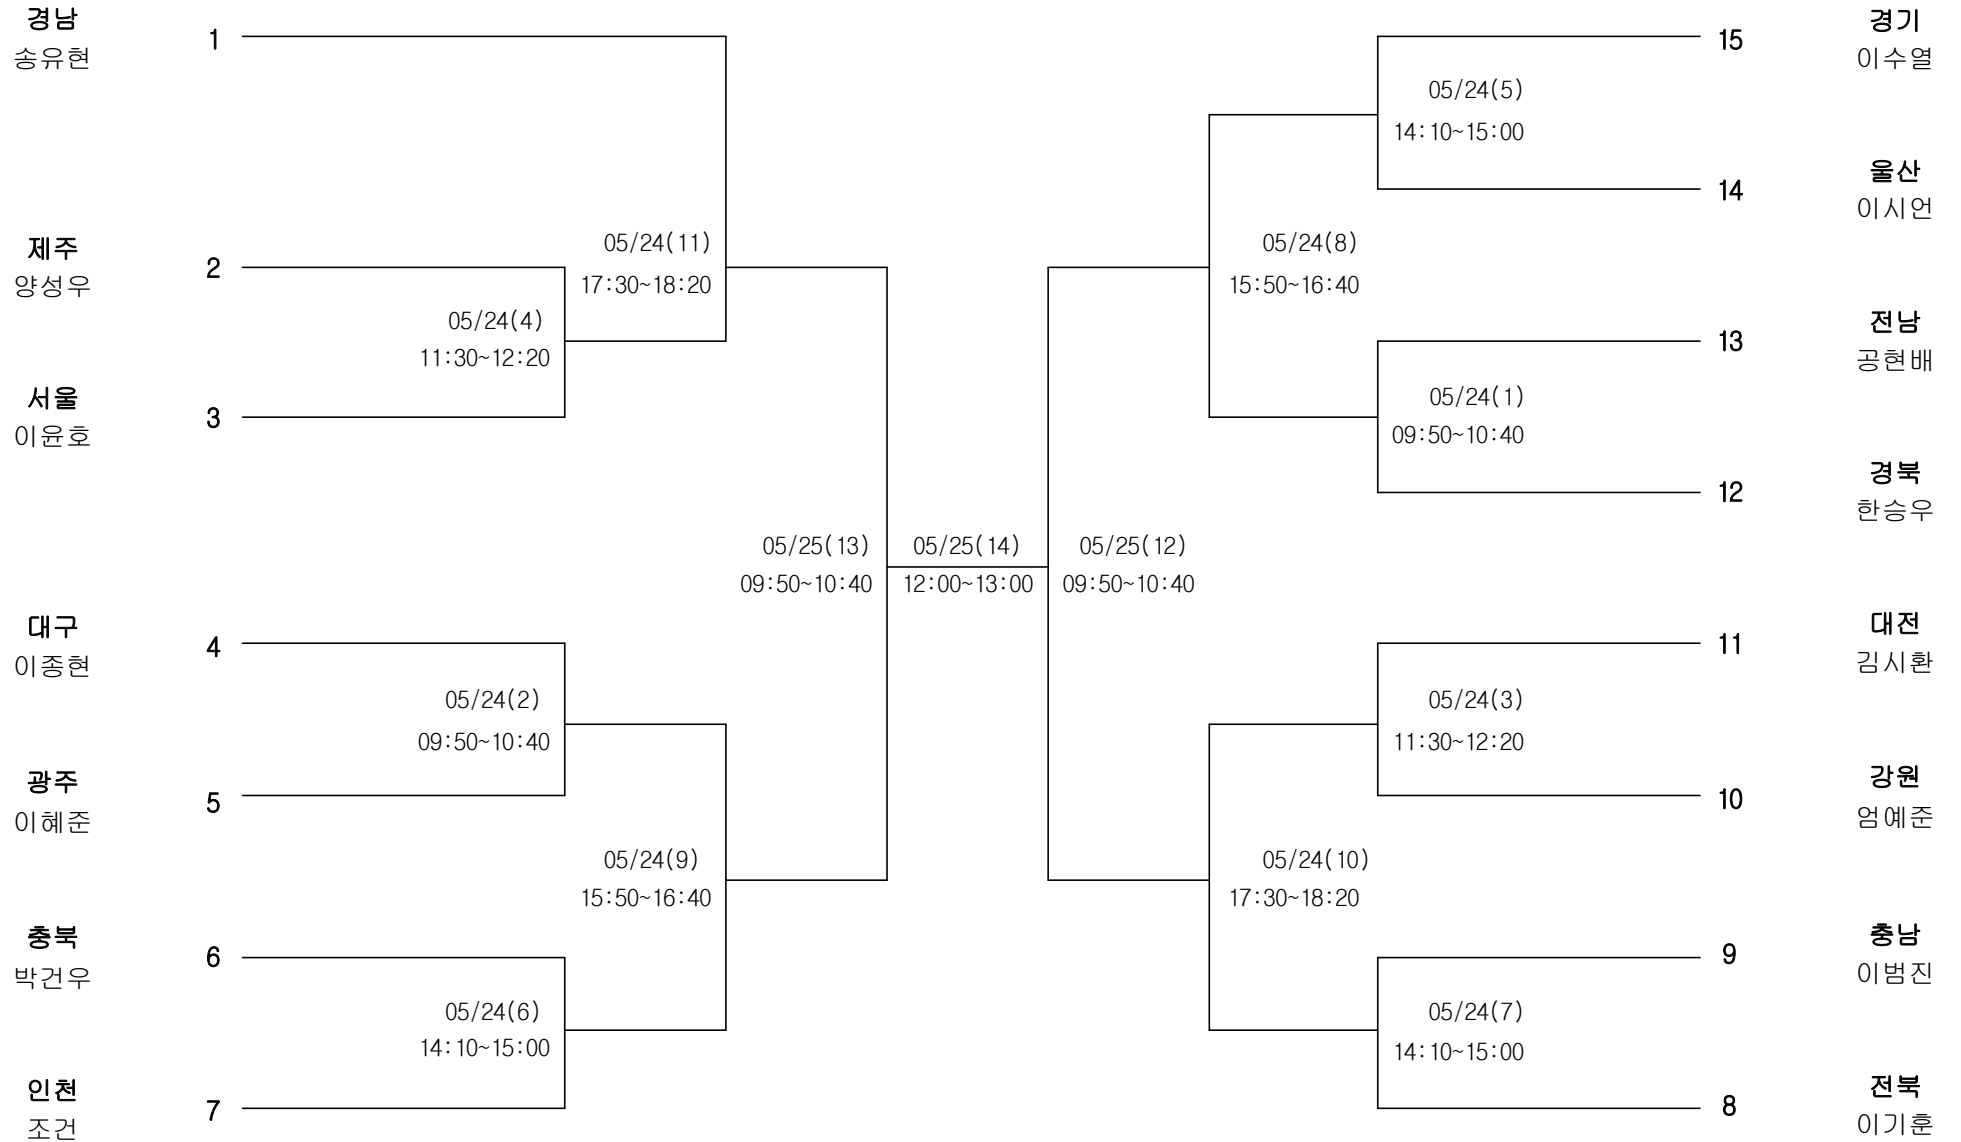 경남
송유현
1
제주
양성우
2
05/24(11)
17:30~18:20
05/24(4)
11:30~12:20
서울
이윤호
3
대구
이종현
4
05/24(2)
09:50~10:40
광주
이혜준
5
05/24(9)
15:50~16:40
충북
박건우
6
05/24(6)
14:10~15:00
인천
조건
7
05/25(13)
09:50~10:40
05/25(14)
12:00~13:00
05/25(12)
09:50~10:40
15
경기
이수열
05/24(5)
14:10~15:00
14
울산
이시언
05/24(8)
15:50~16:40
13
전남
공현배
05/24(1)
09:50~10:40
12
경북
한승우
11
대전
김시환
05/24(3)
11:30~12:20
10
강원
엄예준
05/24(10)
17:30~18:20
9
충남
이범진
05/24(7)
14:10~15:00
8
전북
이기훈